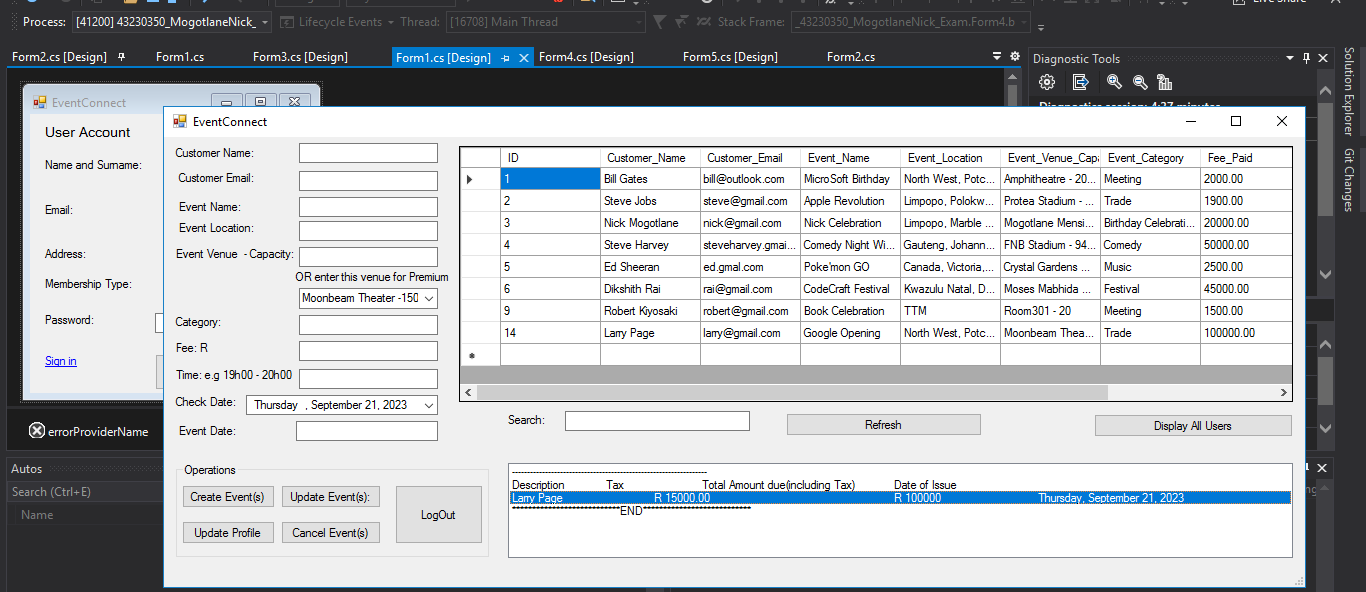 Process: [41200] 43230350_MogotlaneNick_ Lifecycle Events Thread: [16708] Main Thread Stack Frame: _43230350_MogotlaneNick_Exam.Form4.b
Form2.cs [Design] Form1.cs Form3.cs [Design] Form1.cs [Design] Form4.cs [Design] Form5.cs [Design] Form2.cs
Diagnostic Tools
Solution Explorer
Git Changes
Diagnostics session: 4:37 minutes
EventConnect
User Account
Name and Surname:
Email:
Address:
Membership Type:
Password:
Sign in
errorProviderName
Autos
Search (Ctrl+E)
Name
EventConnect
Customer Name:
Customer Email:
Event Name:
Event Location:
Event Venue - Capacity:
OR enter this venue for Premium
Moonbeam Theater -150
Category:
Fee: R
Time: e.g 19h00 - 20h00
Check Date: Thursday , September 21, 2023
Event Date:
ID Customer_Name Customer_Email Event_Name Event_Location Event_Venue_Capa Event_Category Fee_Paid
1 Bill Gates bill@outlook.com MicroSoft Birthday North West, Potc... Amphitheatre - 20... Meeting 2000.00
2 Steve Jobs steve@gmail.com Apple Revolution Limpopo, Polokw... Protea Stadium - ... Trade 1900.00
3 Nick Mogotlane nick@gmail.com Nick Celebration Limpopo, Marble ... Mogotlane Mensi... Birthday Celebrati... 20000.00
4 Steve Harvey steveharvey.gmai... Comedy Night Wi... Gauteng, Johann... FNB Stadium - 94... Comedy 50000.00
5 Ed Sheeran ed.gmal.com Poke'mon GO Canada, Victoria,... Crystal Gardens ... Music 2500.00
6 Dikshith Rai rai@gmail.com CodeCraft Festival Kwazulu Natal, D... Moses Mabhida ... Festival 45000.00
9 Robert Kiyosaki robert@gmail.com Book Celebration TTM Room301 - 20 Meeting 1500.00
14 Larry Page larry@gmail.com Google Opening North West, Potc... Moonbeam Thea... Trade 100000.00
Search:
Refresh
Display All Users
Operations
Create Event(s)
Update Event(s):
LogOut
Update Profile
Cancel Event(s)
Description Tax Total Amount due(including Tax) Date of Issue
Larry Page R 15000.00 R 100000 Thursday, September 21, 2023
***************************END***************************